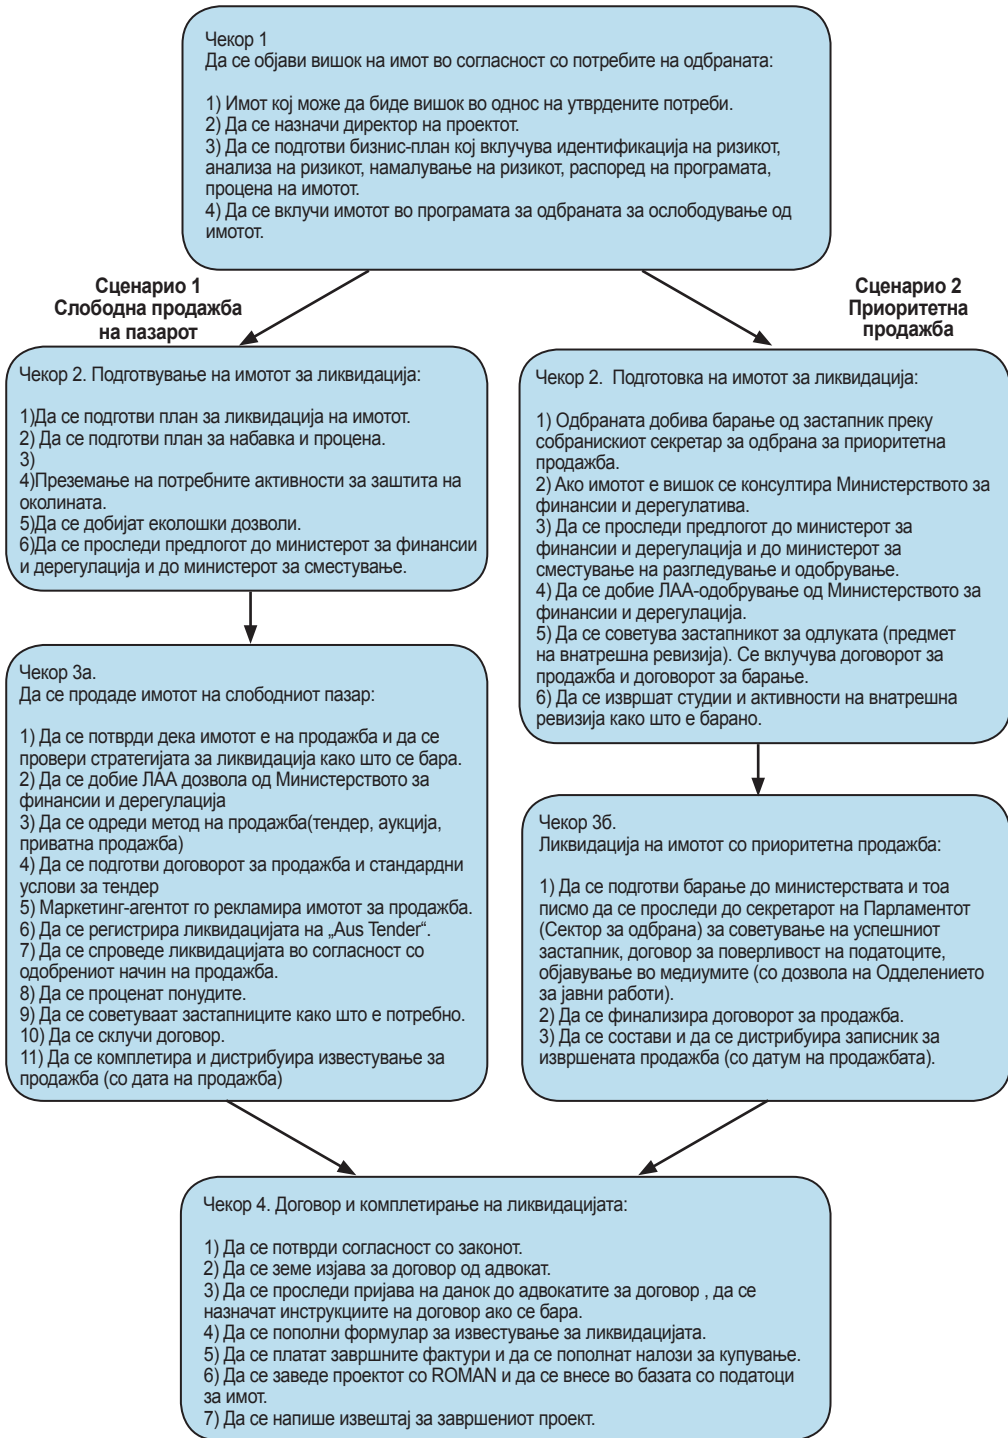 Чекор 1
Да се објави вишок на имот во согласност со потребите на одбраната:
1) Имот кој може да биде вишок во однос на утврдените потреби.
2) Да се назначи директор на проектот.
3) Да се подготви бизнис-план кој вклучува идентификација на ризикот,
анализа на ризикот, намалување на ризикот, распоред на програмата,
процена на имотот.
4) Да се вклучи имотот во програмата за одбраната за ослободување од
имотот.
Сценарио 1
Слободна продажба
на пазарот
Чекор 2. Подготвување на имотот за ликвидација:
1)Да се подготви план за ликвидација на имотот.
2) Да се подготви план за набавка и процена.
3)
4)Преземање на потребните активности за заштита на
околината.
5)Да се добијат еколошки дозволи.
6)Да се проследи предлогот до министерот за финансии
и дерегулација и до министерот за сместување.
Чекор 3а.
Да се продаде имотот на слободниот пазар:
1) Да се потврди дека имотот е на продажба и да се
провери стратегијата за ликвидација како што се бара.
2) Да се добие ЛАА дозвола од Министерството за
финансии и дерегулација
3) Да се одреди метод на продажба(тендер, аукција,
приватна продажба)
4) Да се подготви договорот за продажба и стандардни
услови за тендер
5) Маркетинг-агентот го рекламира имотот за продажба.
6) Да се регистрира ликвидацијата на „Aus Tender“.
7) Да се спроведе ликвидацијата во согласност со
одобрениот начин на продажба.
8) Да се проценат понудите.
9) Да се советуваат застапниците како што е потребно.
10) Да се склучи договор.
11) Да се комплетира и дистрибуира известување за
продажба (со дата на продажба)
Сценарио 2
Приоритетна
продажба
Чекор 2.  Подготовка на имотот за ликвидација:
1) Одбраната добива барање од застапник преку
собранискиот секретар за одбрана за приоритетна
продажба.
2) Ако имотот е вишок се консултира Министерството за
финансии и дерегулатива.
3) Да се проследи предлогот до министерот за
финансии и дерегулација и до министерот за
сместување на разгледување и одобрување.
4) Да се добие ЛАА-одобрување од Министерството за
финансии и дерегулација.
5) Да се советува застапникот за одлуката (предмет
на внатрешна ревизија). Се вклучува договорот за
продажба и договорот за барање.
6) Да се извршат студии и активности на внатрешна
ревизија како што е барано.
Чекор 3б.
Ликвидација на имотот со приоритетна продажба:
1) Да се подготви барање до министерствата и тоа
писмо да се проследи до секретарот на Парламентот
(Сектор за одбрана) за советување на успешниот
застапник, договор за поверливост на податоците,
објавување во медиумите (со дозвола на Одделението
за јавни работи).
2) Да се финализира договорот за продажба.
3) Да се состави и да се дистрибуира записник за
извршената продажба (со датум на продажбата).
Чекор 4. Договор и комплетирање на ликвидацијата:
1) Да се потврди согласност со законот.
2) Да се земе изјава за договор од адвокат.
3) Да се проследи пријава на данок до адвокатите за договор , да се
назначат инструкциите на договор ако се бара.
4) Да се пополни формулар за известување за ликвидацијата.
5) Да се платат завршните фактури и да се пополнат налози за купување.
6) Да се заведе проектот со ROMAN и да се внесе во базата со податоци
за имот.
7) Да се напише извештај за завршениот проект.